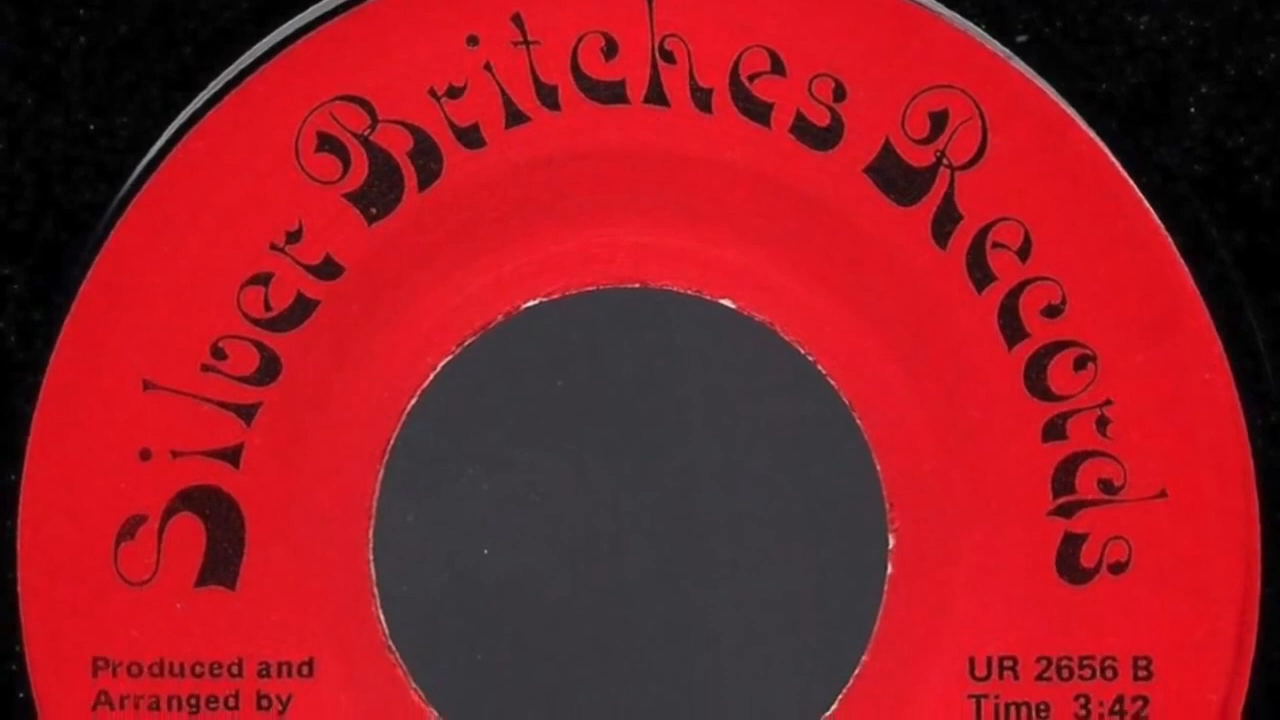 Silver Britches Records
Produced and
Arranged by
UR 2656 B
Time 3:42